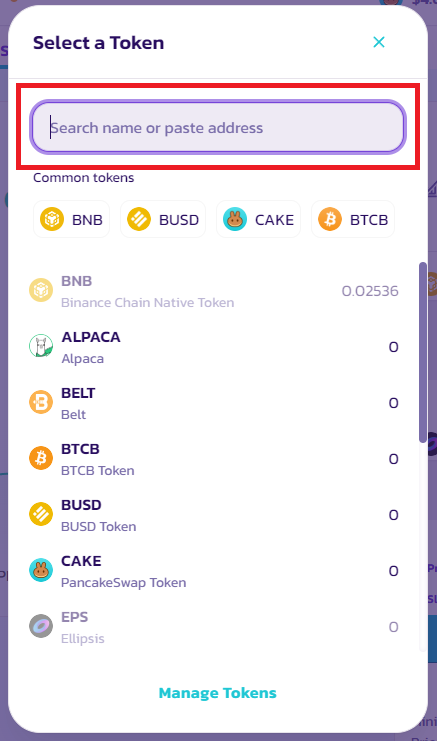 Select a Token
Search name or paste address
Common tokens
BNB BUSD CAKE BTCB
BNB
Binance Chain Native Token
0.02536
ALPACA
Alpaca
0
BELT
Belt
0
BTCB
BTCB Token
0
BUSD
BUSD Token
0
CAKE
PancakeSwap Token
0
EPS
Ellipsis
0
Manage Tokens